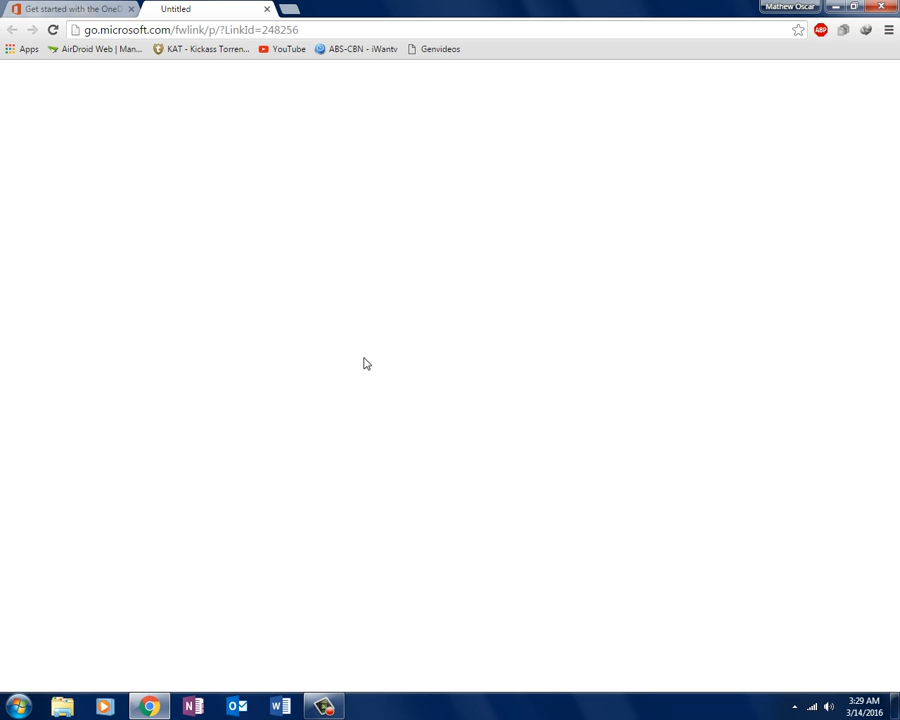 Get started with the OneD
Untitled
Mathew Oscar
go.microsoft.com/fwlink/p/?LinkId=248256
ABP
Apps
AirDroid Web | Man...
KAT - Kickass Torren...
YouTube
ABS-CBN - iWantv
Genvideos
3:29 AM
3/14/2016